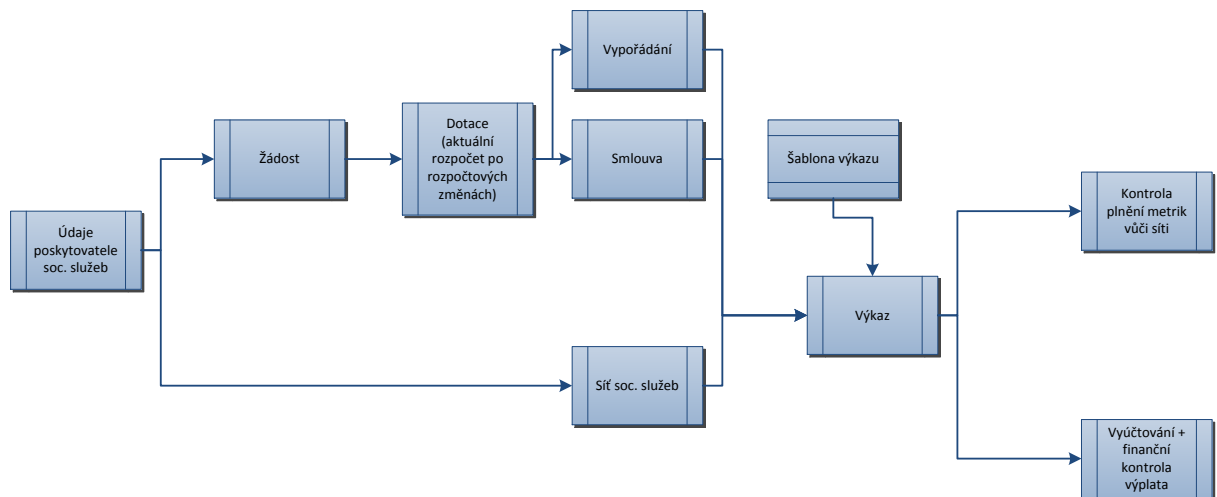 Vypořádání
Žádost
Dotace
(aktuální
rozpočet po
rozpočtových
změnách)
Smlouva
Šablona výkazu
Údaje
poskytovatele
soc. služeb
Kontrola
plnění metrik
vůči síti
Výkaz
Síť soc. služeb
Vyúčtování +
finanční
kontrola
výplata